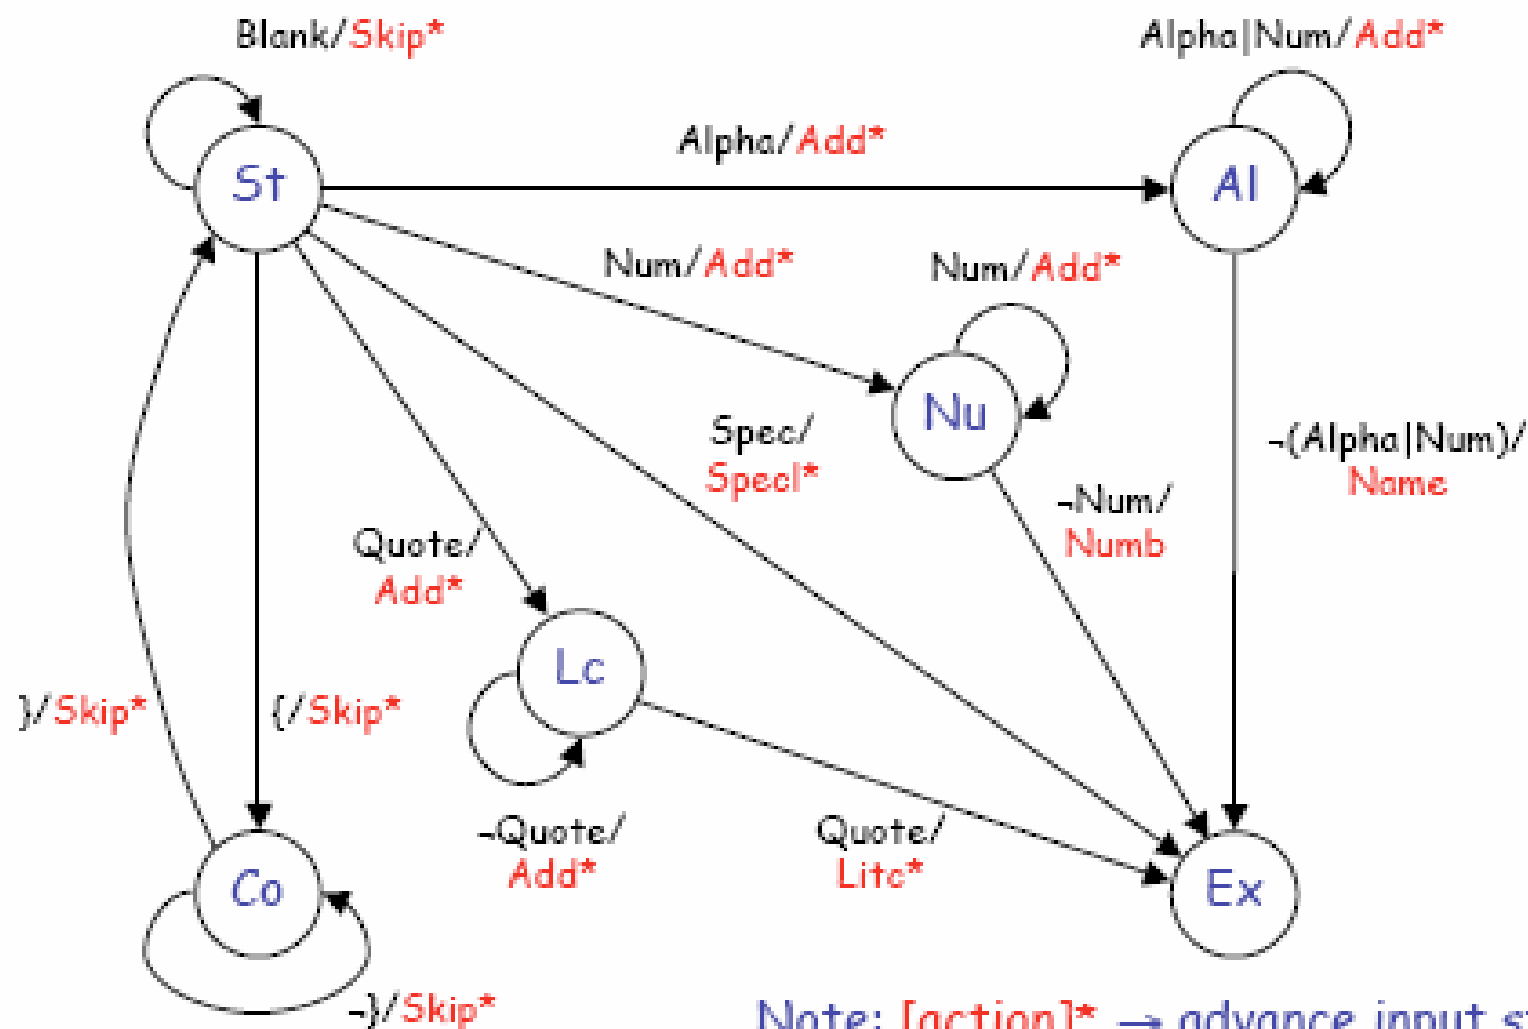 Blank/Skip*
Alpha|Num/Add*
Alpha/Add*
St
Al
Num/Add*
Num/Add*
Nu
Spec/
Specl*
¬(Alpha|Num)/
Name
¬Num/
Numb
Quote/
Add*
Lc
}/Skip*
{/Skip*
¬Quote/
Add*
Quote/
Litc*
Co
Ex
¬}/Skip*
Note: [action]* → advance input